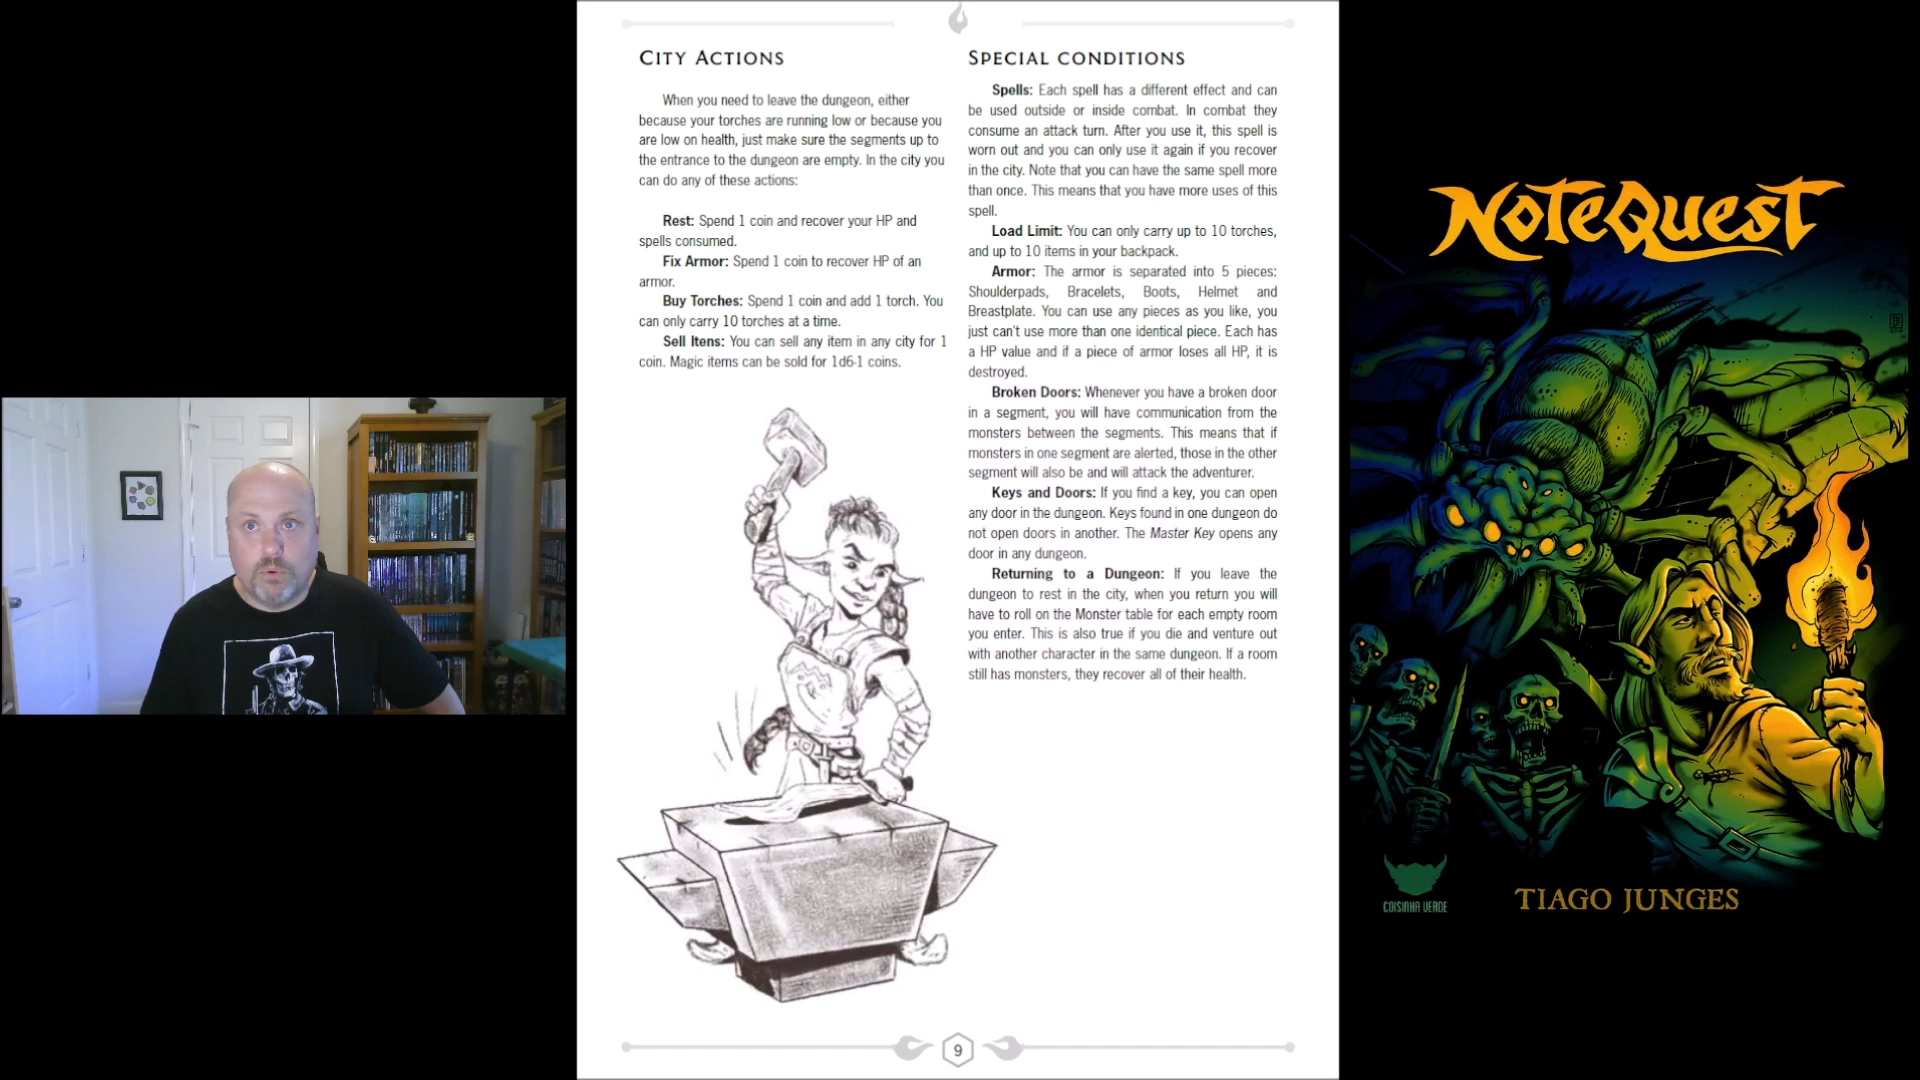 CITY ACTIONS
When you need to leave the dungeon, either
because your torches are running low or because you
are low on health, just make sure the segments up to
the entrance to the dungeon are empty. In the city you
can do any of these actions:
Rest: Spend 1 coin and recover your HP and
spells consumed.
Fix Armor: Spend 1 coin to recover HP of an
armor.
Buy Torches: Spend 1 coin and add 1 torch. You
can only carry 10 torches at a time.
Sell Itens: You can sell any item in any city for 1
coin. Magic items can be sold for 1d6-1 coins.
SPECIAL CONDITIONS
Spells: Each spell has a different effect and can
be used outside or inside combat. In combat they
consume an attack turn. After you use it, this spell is
worn out and you can only use it again if you recover
in the city. Note that you can have the same spell more
than once. This means that you have more uses of this
spell.
Load Limit: You can only carry up to 10 torches,
and up to 10 items in your backpack.
Armor: The armor is separated into 5 pieces:
Shoulderpads, Bracelets, Boots, Helmet and
Breastplate. You can use any pieces as you like, you
just can't use more than one identical piece. Each has
a HP value and if a piece of armor loses all HP, it is
destroyed.
Broken Doors: Whenever you have a broken door
in a segment, you will have communication from the
monsters between the segments. This means that if
monsters in one segment are alerted, those in the other
segment will also be and will attack the adventurer.
Keys and Doors: If you find a key, you can open
any door in the dungeon. Keys found in one dungeon do
not open doors in another. The Master Key opens any
door in any dungeon.
Returning to a Dungeon: If you leave the
dungeon to rest in the city, when you return you will
have to roll on the Monster table for each empty room
you enter. This is also true if you die and venture out
with another character in the same dungeon. If a room
still has monsters, they recover all of their health.
9
NOTEQUEST
COISINHA VERDE
TIAGO JUNGES